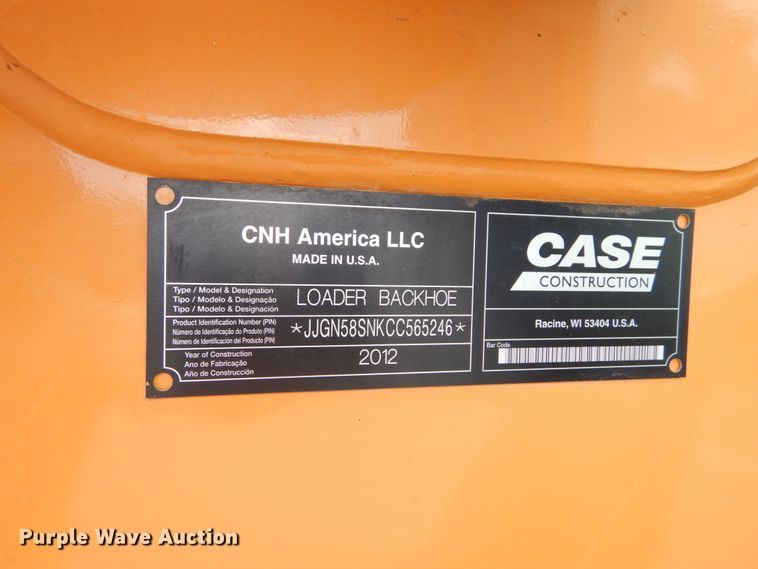 CNH America LLC
MADE IN U.S.A.
Type / Model & Designation
Tipo / Modelo & Designação
Tipo / Modelo & Designación
LOADER BACKHOE
Product Identification Number (PIN)
Número de Identificação do Produto (PIN)
Número de Identificación del Producto (PIN)
*JJGN58SNKCC565246*
Year of Construction
Ano de Fabricação
Año de Construcción
2012
CASE
CONSTRUCTION
Racine, WI 53404 U.S.A.
Bar Code
Purple Wave Auction